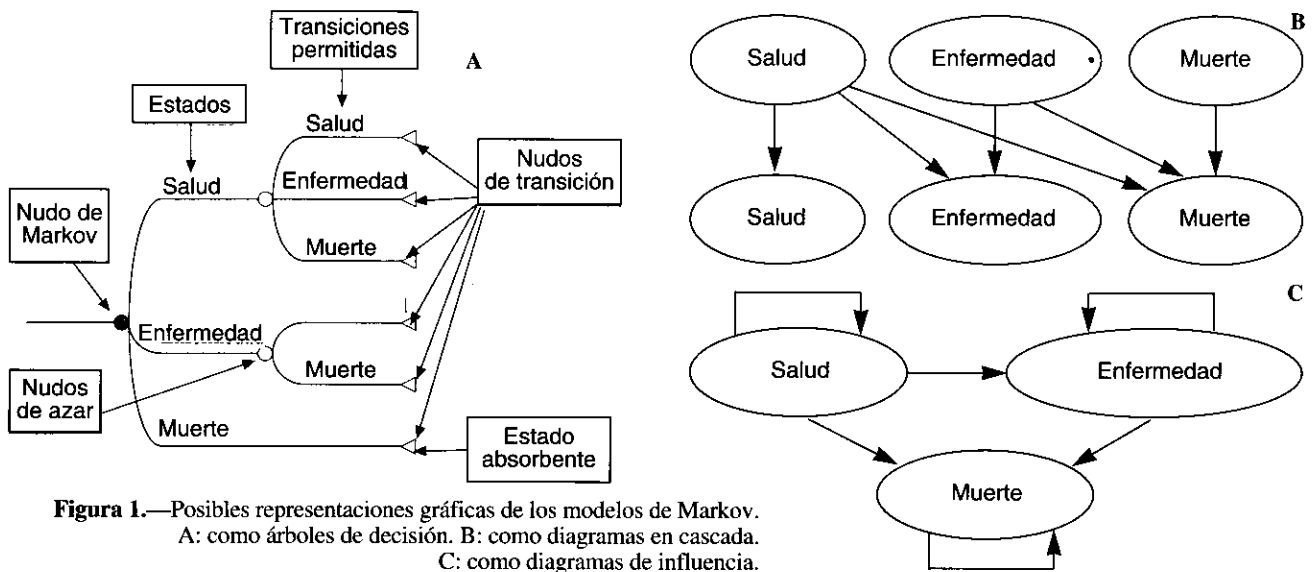 Transiciones
permitidas
A
Estados
Salud
Salud
Enfermedad
Muerte
Nudos
de transición
Nudo de
Markov
Enfermedad
Muerte
Nudos
de azar
Muerte
Estado
absorbente
B
Salud
Enfermedad
Muerte
Salud
Enfermedad
Muerte
C
Salud
Enfermedad
Muerte
Figura 1.—Posibles representaciones gráficas de los modelos de Markov.
A: como árboles de decisión. B: como diagramas en cascada.
C: como diagramas de influencia.